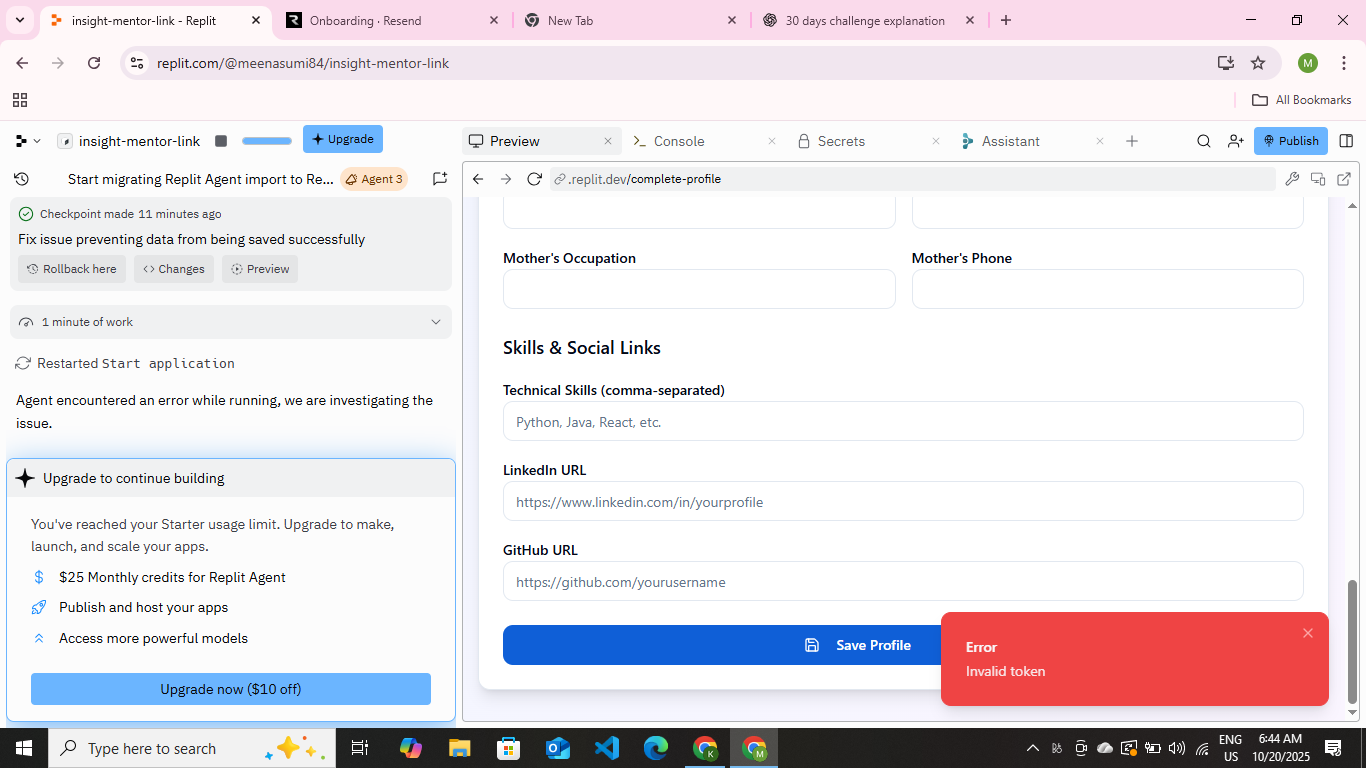 insight-mentor-link - Replit
Onboarding · Resend
New Tab
30 days challenge explanation
replit.com/@meenasumi84/insight-mentor-link
M
All Bookmarks
insight-mentor-link
Upgrade
Preview
Console
Secrets
Assistant
Publish
Start migrating Replit Agent import to Re...
Agent 3
.replit.dev/complete-profile
Checkpoint made 11 minutes ago
Fix issue preventing data from being saved successfully
Rollback here
Changes
Preview
1 minute of work
Restarted Start application
Agent encountered an error while running, we are investigating the
issue.
Upgrade to continue building
You've reached your Starter usage limit. Upgrade to make,
launch, and scale your apps.
$25 Monthly credits for Replit Agent
Publish and host your apps
Access more powerful models
Upgrade now ($10 off)
Mother's Occupation
Mother's Phone
Skills & Social Links
Technical Skills (comma-separated)
Python, Java, React, etc.
LinkedIn URL
https://www.linkedin.com/in/yourprofile
GitHub URL
https://github.com/yourusername
Save Profile
Error
Invalid token
Type here to search
K
M
ENG
US
6:44 AM
10/20/2025